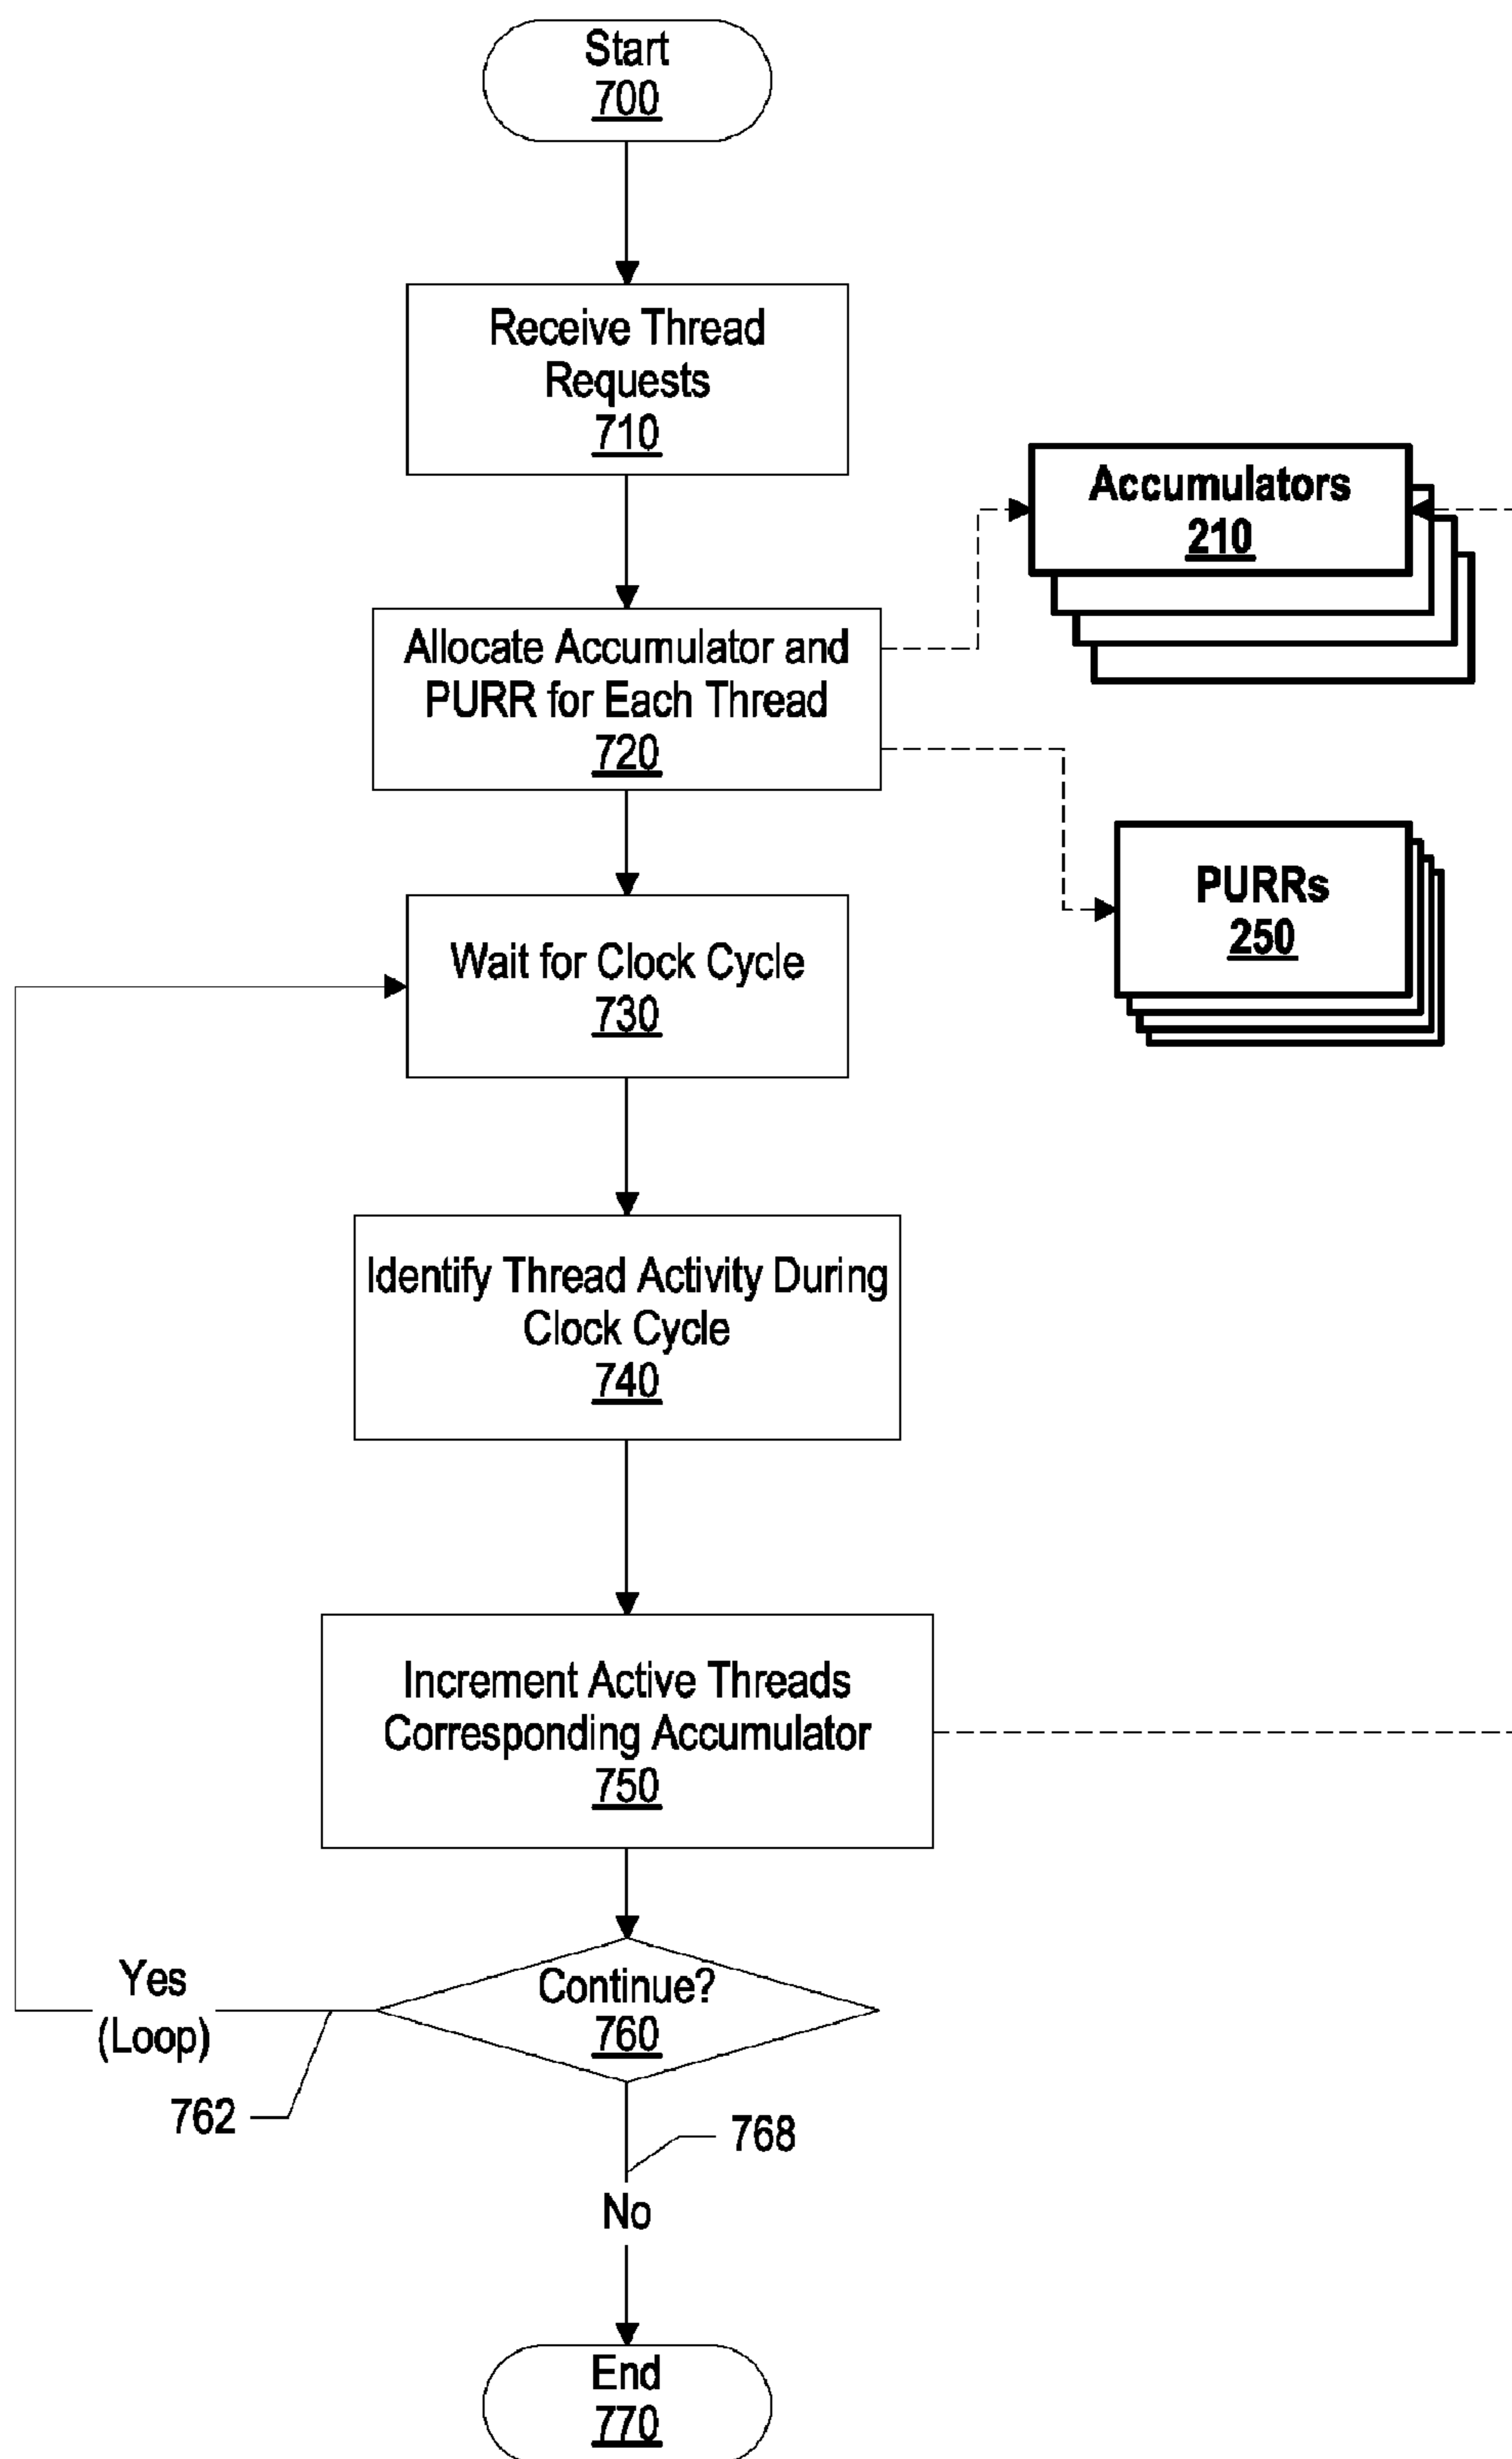 Start
700
Receive Thread
Requests
710
Accumulators
210
Allocate Accumulator and
PURR for Each Thread
720
PURRs
250
Wait for Clock Cycle
730
Identify Thread Activity During
Clock Cycle
740
Increment Active Threads
Corresponding Accumulator
750
Continue?
760
Yes
(Loop)
762
768
No
End
770